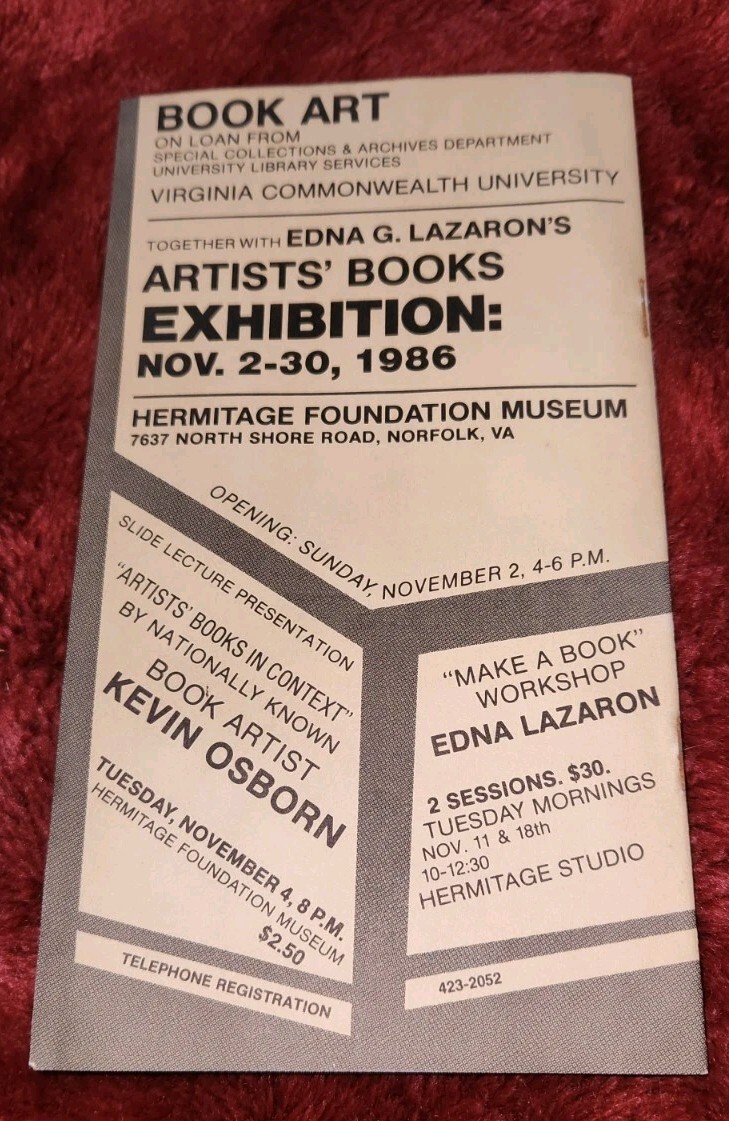 BOOK ART
ON LOAN FROM
SPECIAL COLLECTIONS & ARCHIVES DEPARTMENT
UNIVERSITY LIBRARY SERVICES
VIRGINIA COMMONWEALTH UNIVERSITY
TOGETHER WITH EDNA G. LAZARON'S
ARTISTS' BOOKS
EXHIBITION:
NOV. 2-30, 1986
HERMITAGE FOUNDATION MUSEUM
7637 NORTH SHORE ROAD, NORFOLK, VA
OPENING: SUNDAY, NOVEMBER 2, 4-6 P.M.
SLIDE LECTURE PRESENTATION
"ARTISTS' BOOKS IN CONTEXT"
BY NATIONALLY KNOWN
BOOK ARTIST
KEVIN OSBORN
TUESDAY, NOVEMBER 4, 8 P.M.
HERMITAGE FOUNDATION MUSEUM
$2.50
TELEPHONE REGISTRATION
"MAKE A BOOK"
WORKSHOP
EDNA LAZARON
2 SESSIONS. $30.
TUESDAY MORNINGS
NOV. 11 & 18th
10-12:30
HERMITAGE STUDIO
423-2052